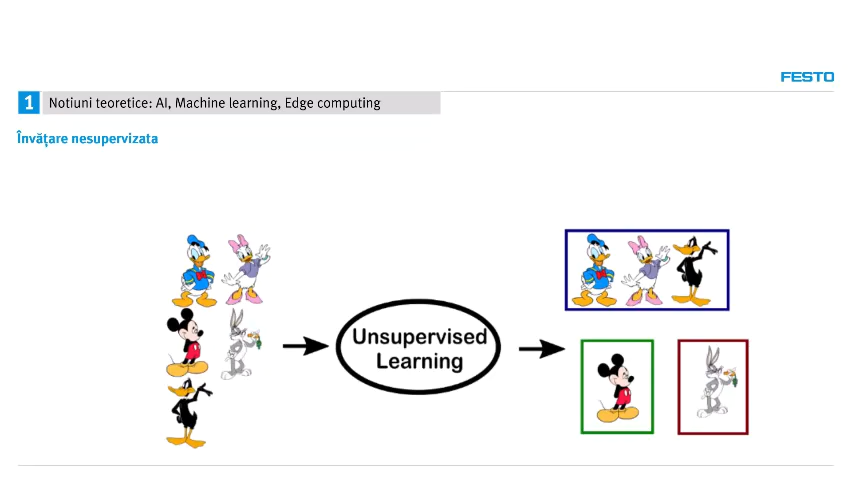 FESTO
1 Notiuni teoretice: AI, Machine learning, Edge computing
Învățare nesupervizata
Unsupervised
Learning